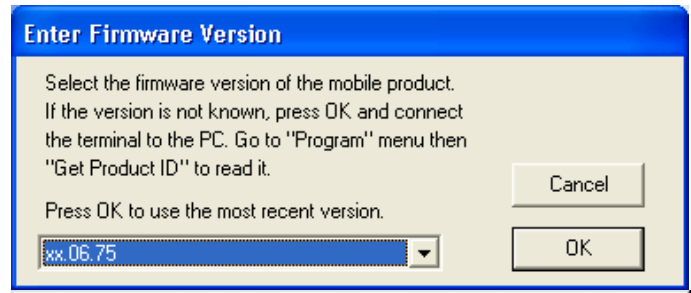 Enter Firmware Version
Select the firmware version of the mobile product.
If the version is not known, press OK and connect
the terminal to the PC. Go to "Program" menu then
"Get Product ID" to read it.
Cancel
Press OK to use the most recent version.
xx.06.75
OK